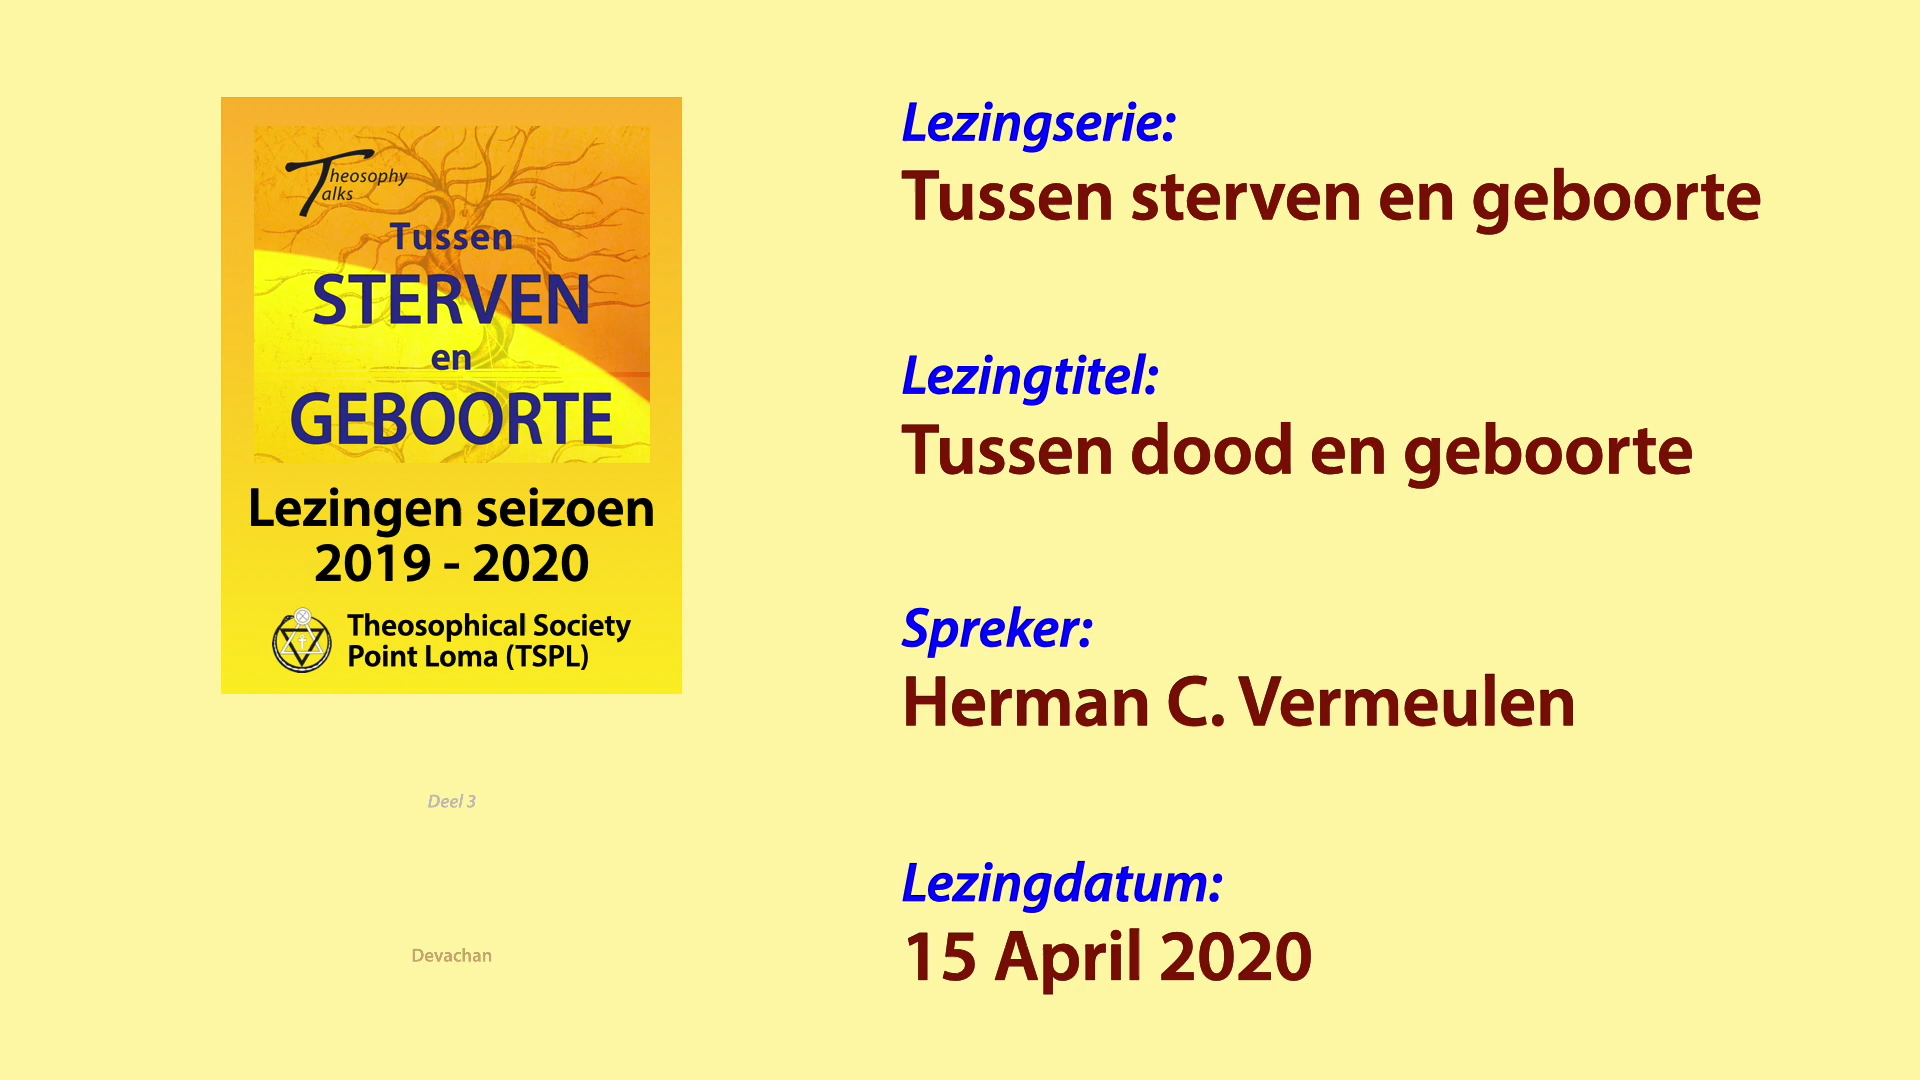 Theosophy
Talks
Tussen
STERVEN
en
GEBOORTE
Lezingen seizoen
2019 - 2020
Theosophical Society
Point Loma (TSPL)
Deel 3
Devachan
Lezingserie:
Tussen sterven en geboorte
Lezingtitel:
Tussen dood en geboorte
Spreker:
Herman C. Vermeulen
Lezingdatum:
15 April 2020